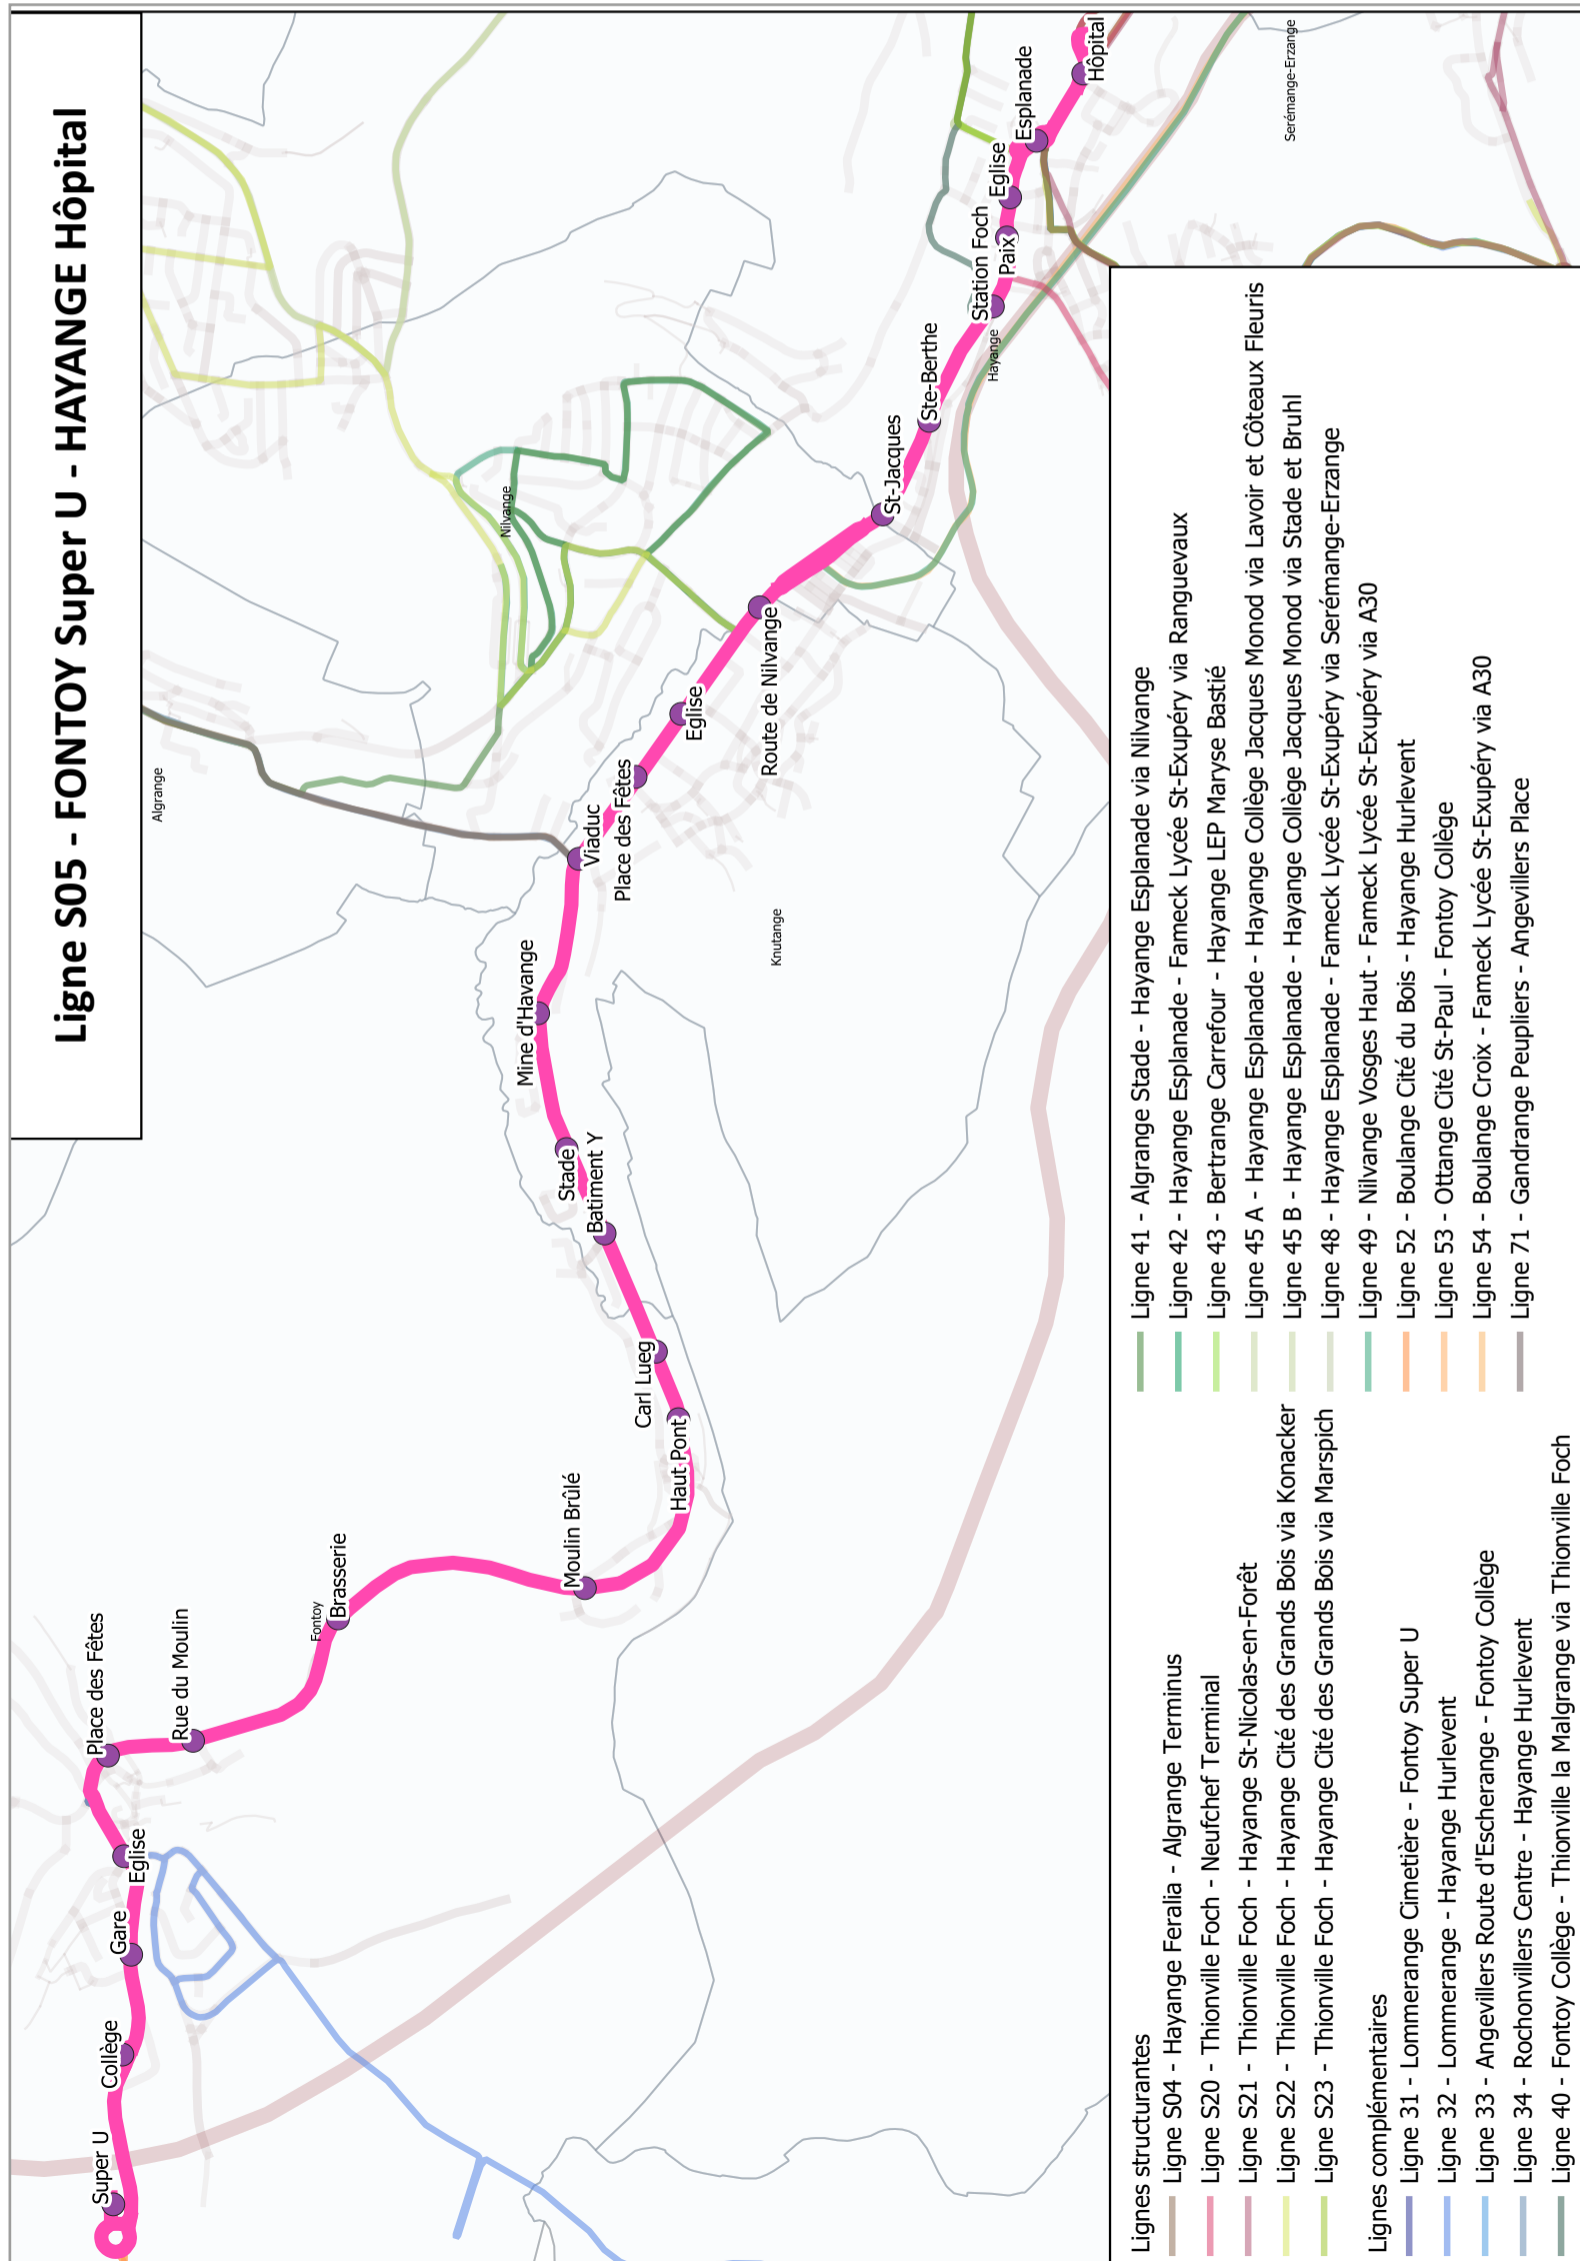 Ligne S05 - FONTOY Super U - HAYANGE Hôpital
Super U
Collège
Gare
Eglise
Place des Fêtes
Rue du Moulin
Fontoy
Brasserie
Moulin Brûlé
Haut Pont
Carl Lueg
Batiment Y
Stade
Mine d'Havange
Viaduc
Place des Fêtes
Eglise
Route de Nilvange
St-Jacques
Ste-Berthe
Station Foch
Paix
Eglise
Esplanade
Hôpital
Algrange
Nilvange
Knutange
Hayange
Serémange-Erzange
Lignes structurantes
Ligne S04 - Hayange Feralia - Algrange Terminus
Ligne S20 - Thionville Foch - Neufchef Terminal
Ligne S21 - Thionville Foch - Hayange St-Nicolas-en-Forêt
Ligne S22 - Thionville Foch - Hayange Cité des Grands Bois via Konacker
Ligne S23 - Thionville Foch - Hayange Cité des Grands Bois via Marspich
Lignes complémentaires
Ligne 31 - Lommerange Cimetière - Fontoy Super U
Ligne 32 - Lommerange - Hayange Hurlevent
Ligne 33 - Angevillers Route d'Escherange - Fontoy Collège
Ligne 34 - Rochonvillers Centre - Hayange Hurlevent
Ligne 40 - Fontoy Collège - Thionville la Malgrange via Thionville Foch
Ligne 41 - Algrange Stade - Hayange Esplanade via Nilvange
Ligne 42 - Hayange Esplanade - Fameck Lycée St-Exupéry via Ranguevaux
Ligne 43 - Bertrange Carrefour - Hayange LEP Maryse Bastié
Ligne 45 A - Hayange Esplanade - Hayange Collège Jacques Monod via Lavoir et Côteaux Fleuris
Ligne 45 B - Hayange Esplanade - Hayange Collège Jacques Monod via Stade et Bruhl
Ligne 48 - Hayange Esplanade - Fameck Lycée St-Exupéry via Serémange-Erzange
Ligne 49 - Nilvange Vosges Haut - Fameck Lycée St-Exupéry via A30
Ligne 52 - Boulange Cité du Bois - Hayange Hurlevent
Ligne 53 - Ottange Cité St-Paul - Fontoy Collège
Ligne 54 - Boulange Croix - Fameck Lycée St-Exupéry via A30
Ligne 71 - Gandrange Peupliers - Angevillers Place